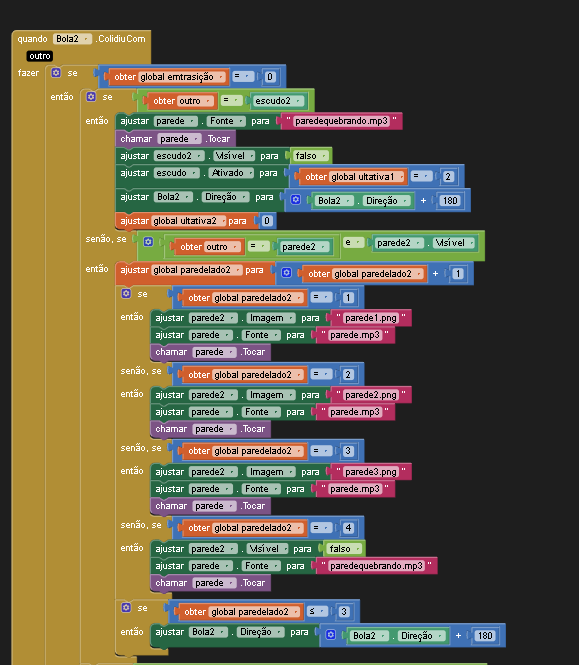 quando Bola2 .ColidiuCom
outro
fazer se obter global emtrasição = 0
então se obter outro = escudo2
então ajustar parede . Fonte para " paredequebrando.mp3 "
chamar parede .Tocar
ajustar escudo2 . Visível para falso
ajustar escudo . Ativado para obter global ultativa1 = 2
ajustar Bola2 . Direção para Bola2 . Direção + 180
ajustar global ultativa2 para 0
senão, se obter outro = parede2 e parede2 . Visível
então ajustar global paredelado2 para obter global paredelado2 + 1
se obter global paredelado2 = 1
então ajustar parede2 . Imagem para " parede1.png "
ajustar parede . Fonte para " parede.mp3 "
chamar parede .Tocar
senão, se obter global paredelado2 = 2
então ajustar parede2 . Imagem para " parede2.png "
ajustar parede . Fonte para " parede.mp3 "
chamar parede .Tocar
senão, se obter global paredelado2 = 3
então ajustar parede2 . Imagem para " parede3.png "
ajustar parede . Fonte para " parede.mp3 "
chamar parede .Tocar
senão, se obter global paredelado2 = 4
então ajustar parede2 . Visível para falso
ajustar parede . Fonte para " paredequebrando.mp3 "
chamar parede .Tocar
se obter global paredelado2 ≤ 3
então ajustar Bola2 . Direção para Bola2 . Direção + 180